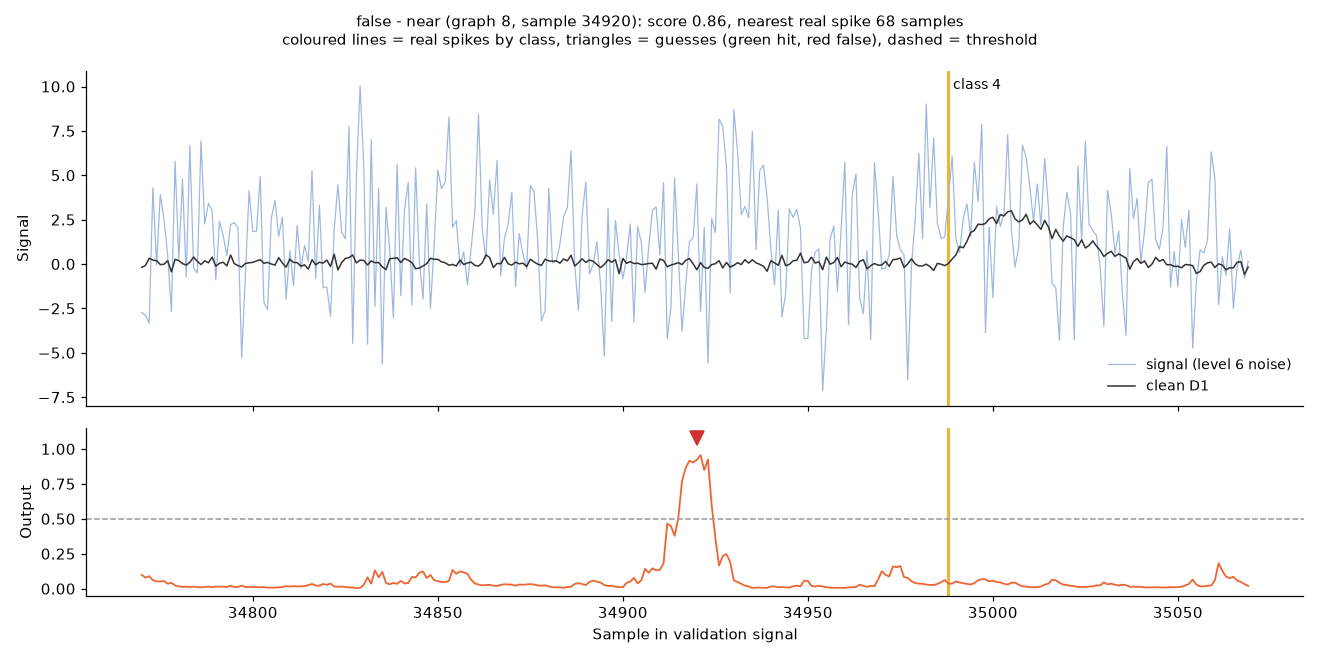 false - near (graph 8, sample 34920): score 0.86, nearest real spike 68 samples
coloured lines = real spikes by class, triangles = guesses (green hit, red false), dashed = threshold
10.0
7.5
5.0
2.5
0.0
−2.5
−5.0
−7.5
Signal
class 4
signal (level 6 noise)
clean D1
1.00
0.75
0.50
0.25
0.00
Output
34800
34850
34900
34950
35000
35050
Sample in validation signal